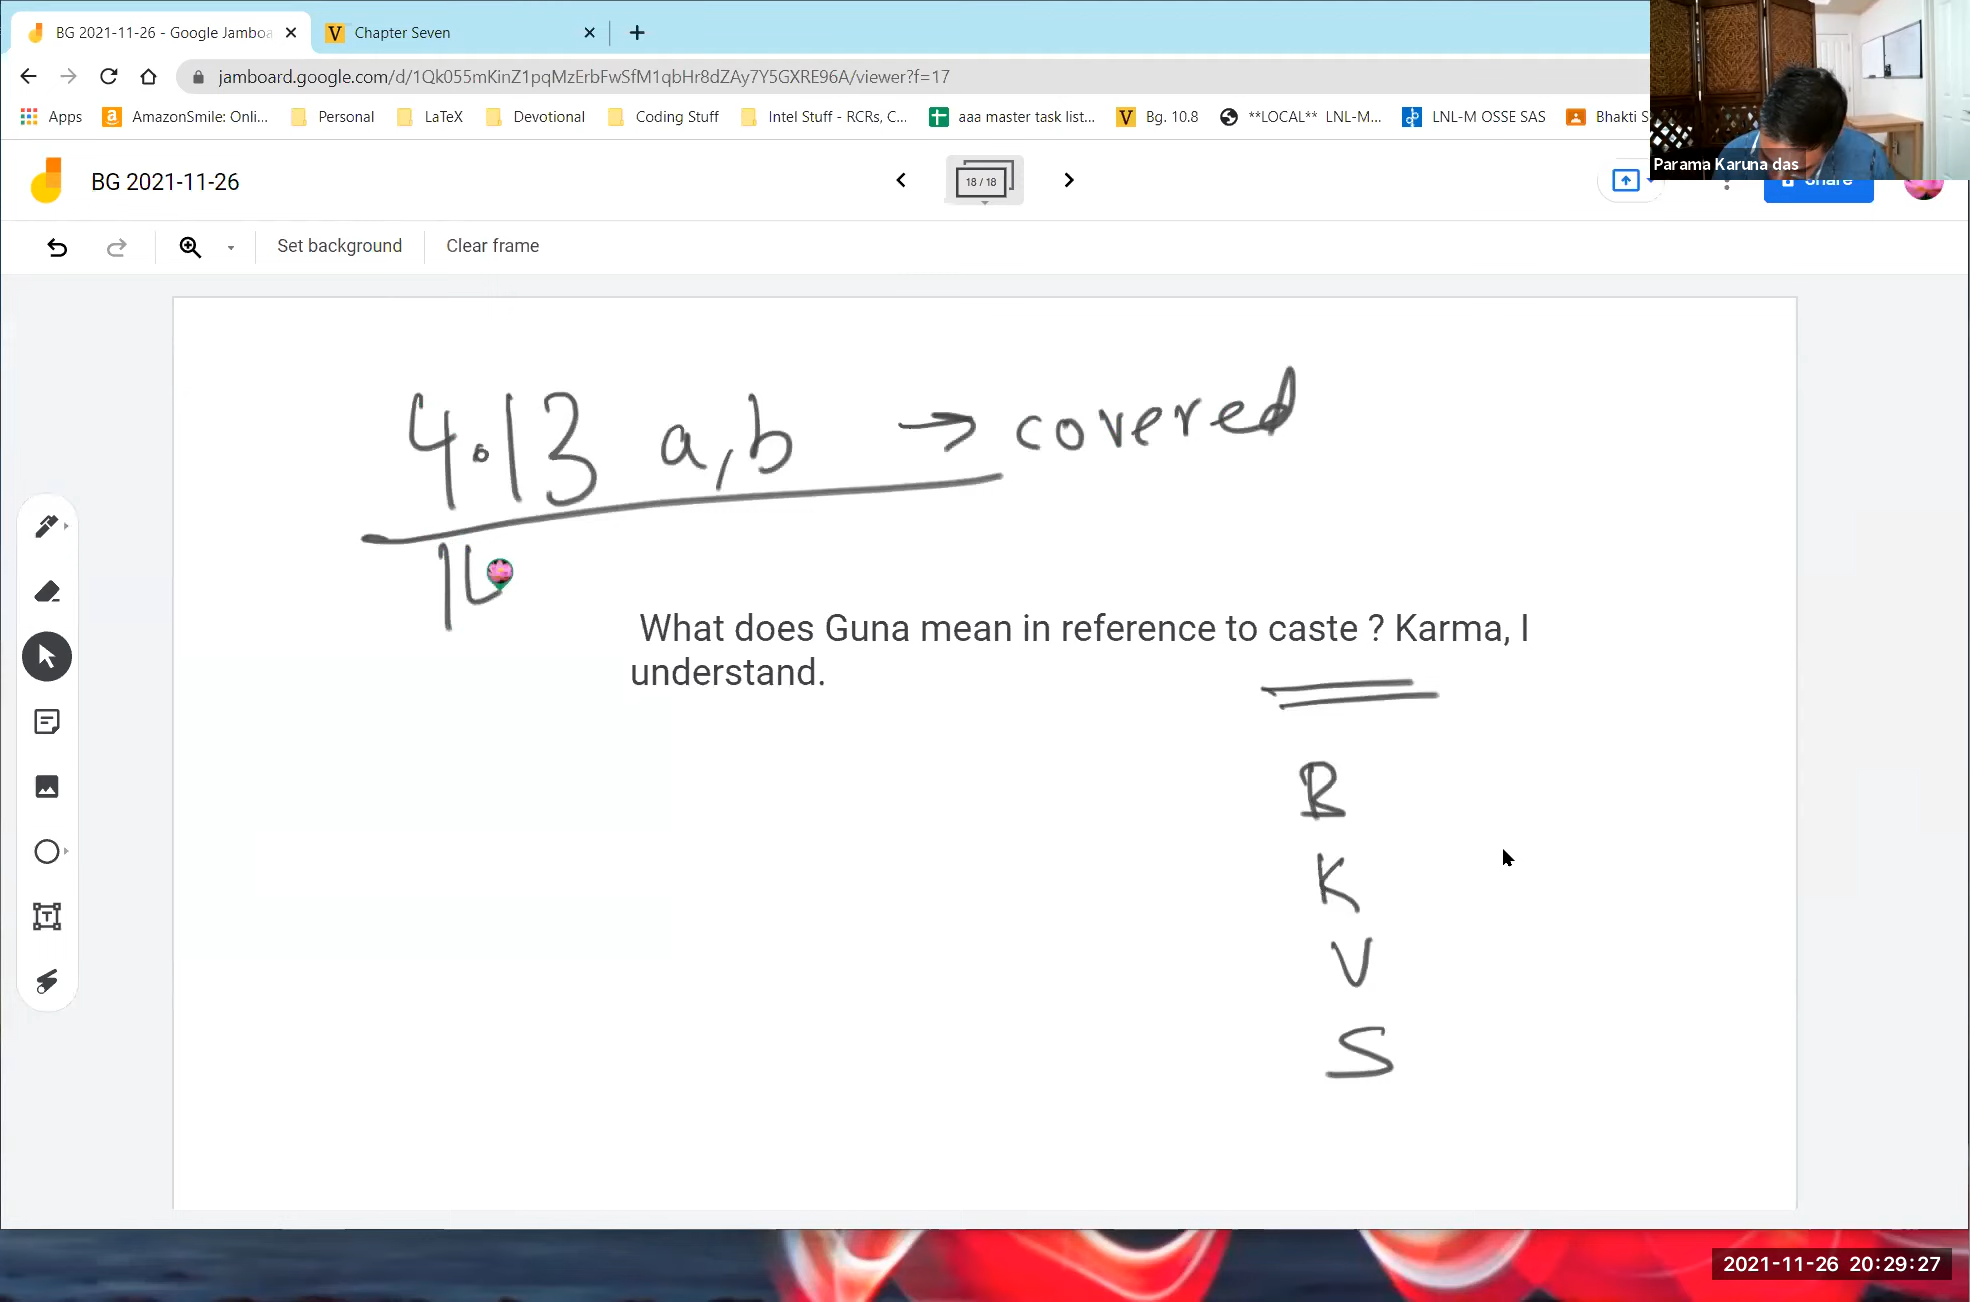 BG 2021-11-26 - Google Jamboa
V Chapter Seven
jamboard.google.com/d/1Qk055mKinZ1pqMzErbFwSfM1qbHr8dZAy7Y5GXRE96A/viewer?f=17
Apps AmazonSmile: Onli... Personal LaTeX Devotional Coding Stuff Intel Stuff - RCRs, C... aaa master task list... V Bg. 10.8 **LOCAL** LNL-M... LNL-M OSSE SAS Bhakti S
Parama Karuna das
BG 2021-11-26
18 / 18
Share
Set background Clear frame
4.13 a,b → covered
What does Guna mean in reference to caste ? Karma, I
understand.
B
K
V
S
2021-11-26 20:29:27